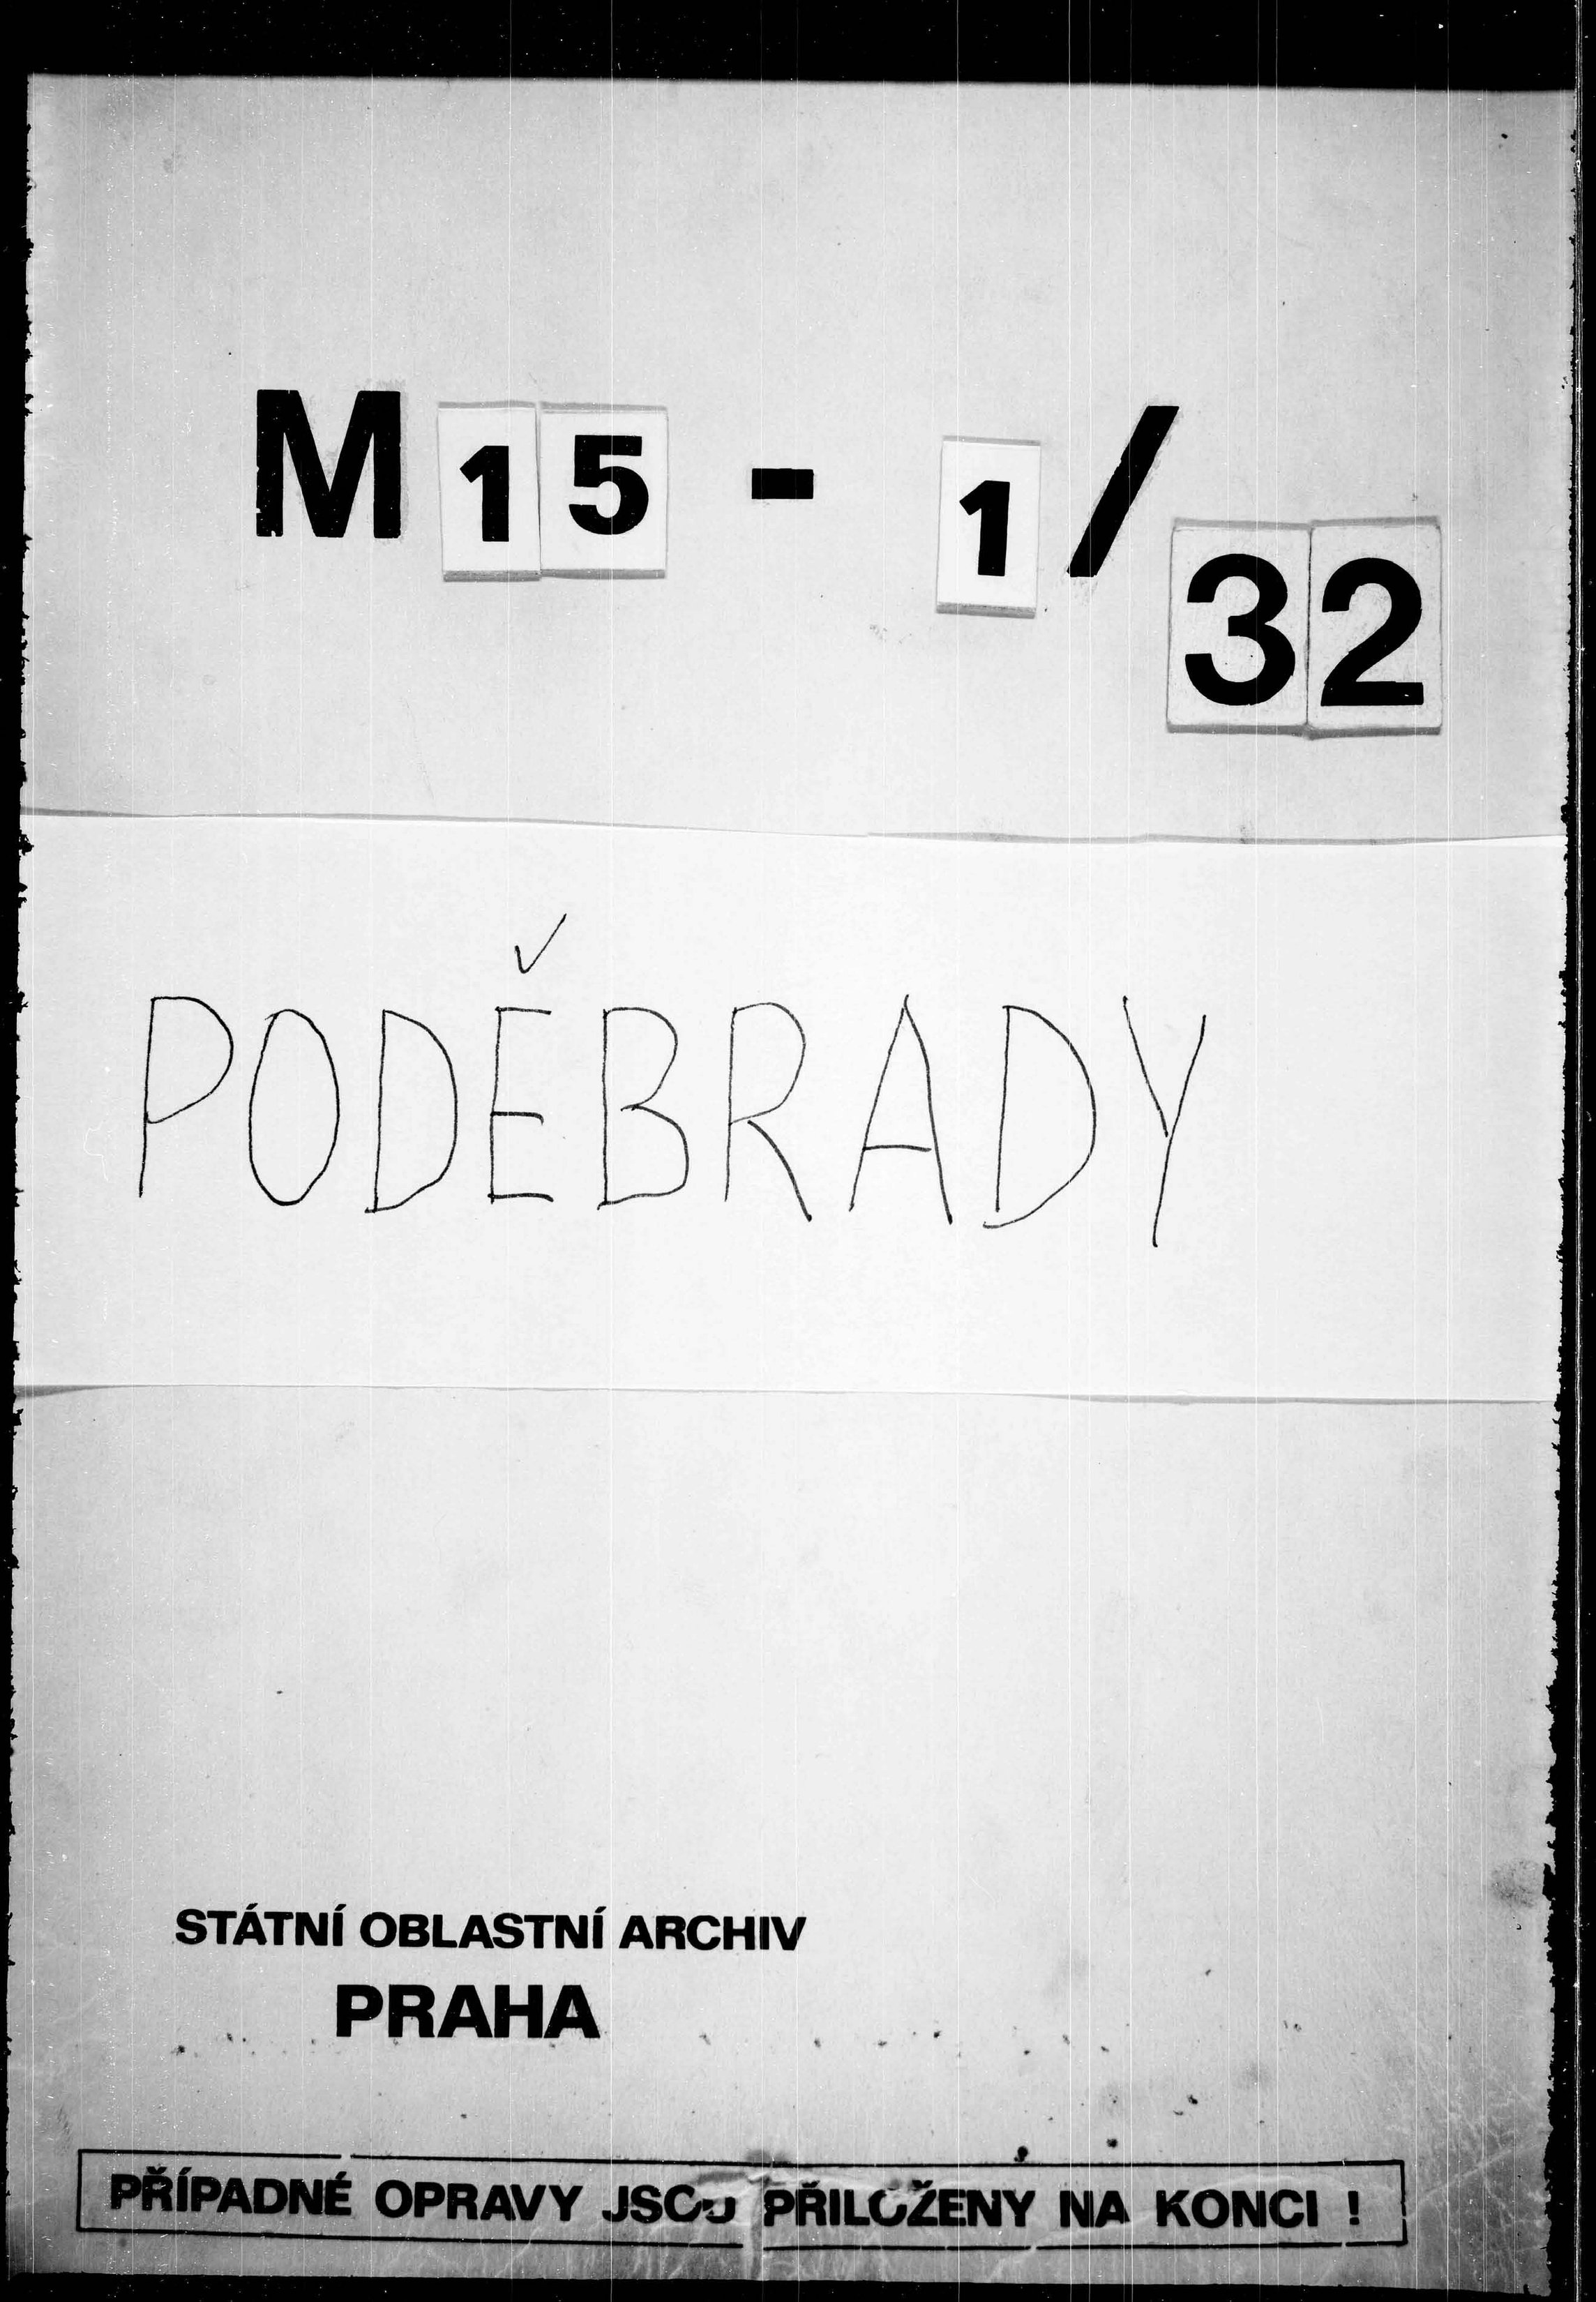 M 15 - 1/32
PODĚBRADY
STÁTNÍ OBLASTNÍ ARCHIV
PRAHA
PŘÍPADNÉ OPRAVY JSOU PŘILOŽENY NA KONCI !